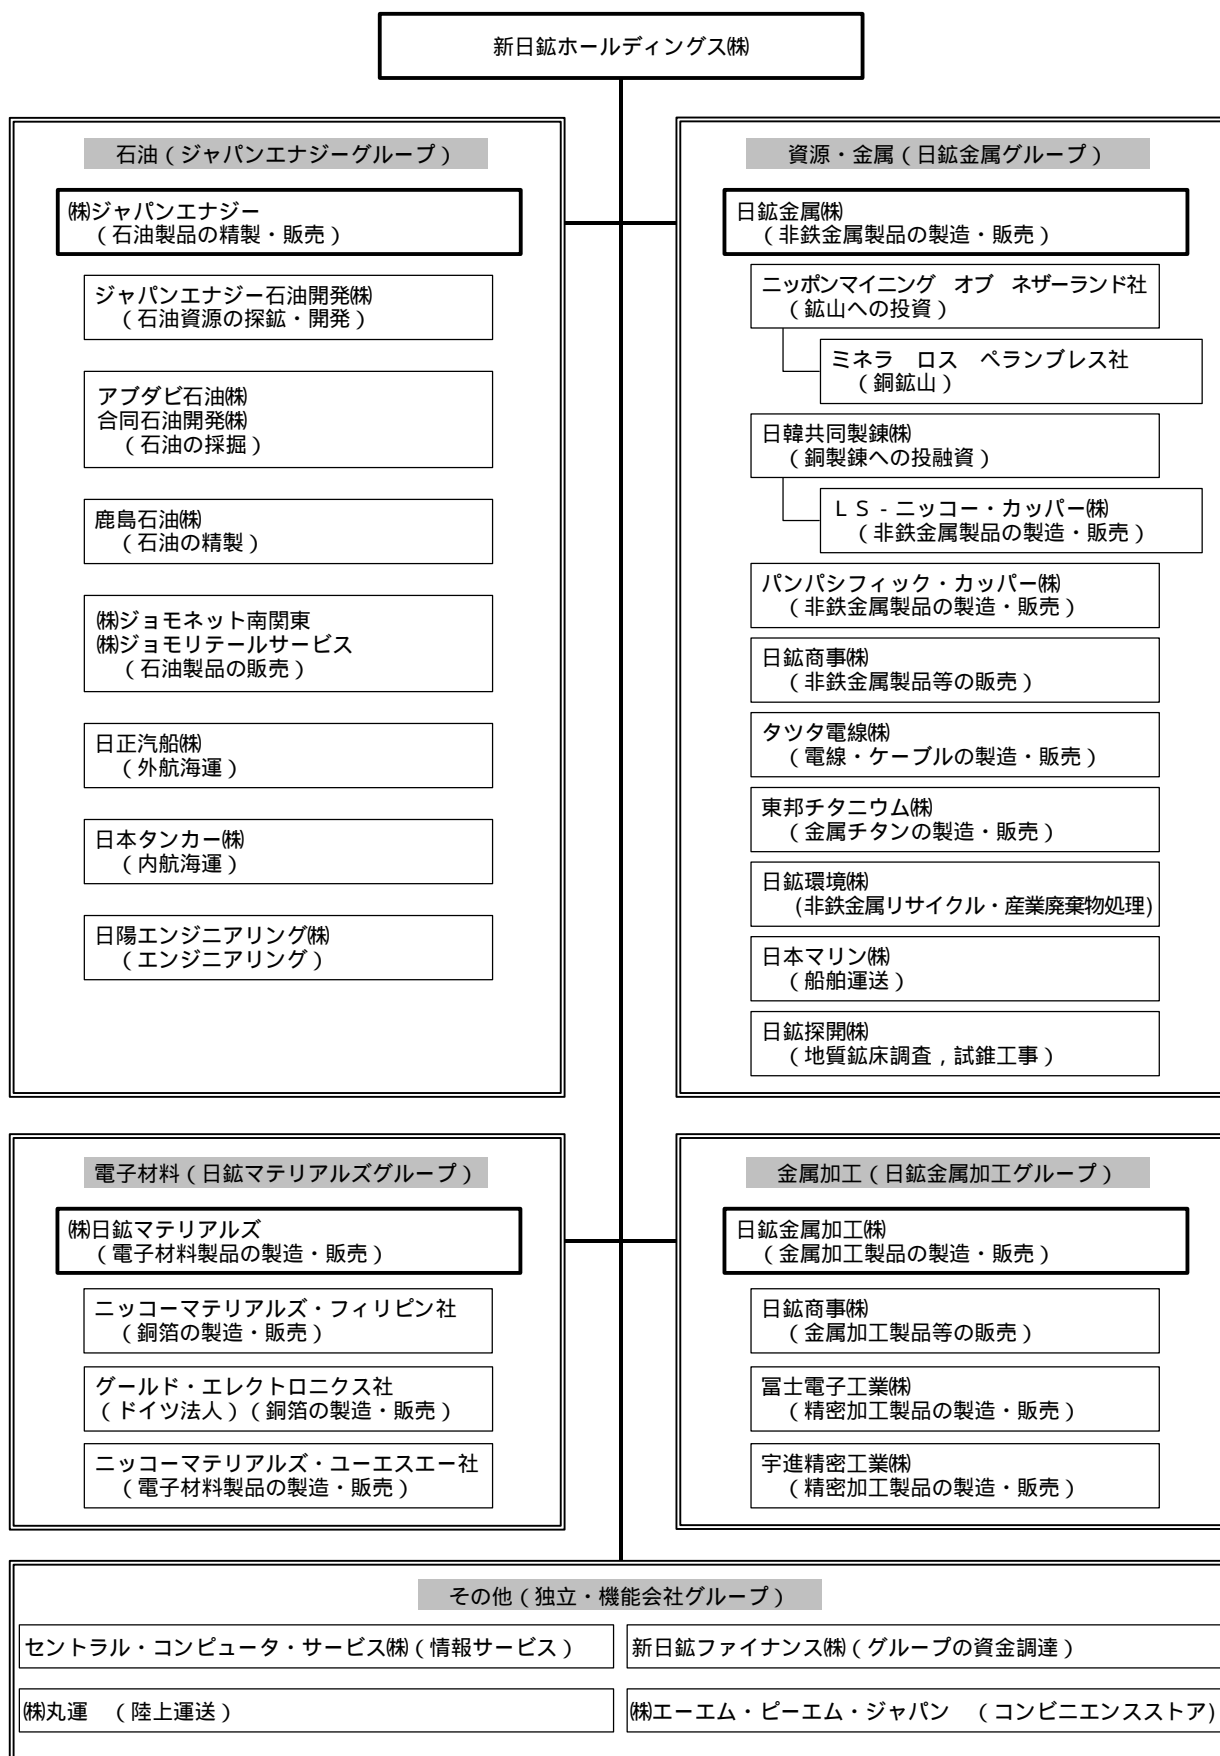 新日鉱ホールディングス㈱
石油（ジャパンエナジーグループ）
㈱ジャパンエナジー
（石油製品の精製・販売）
ジャパンエナジー石油開発㈱
（石油資源の探鉱・開発）
アブダビ石油㈱
合同石油開発㈱
（石油の採掘）
鹿島石油㈱
（石油の精製）
㈱ジョモネット南関東
㈱ジョモリテールサービス
（石油製品の販売）
日正汽船㈱
（外航海運）
日本タンカー㈱
（内航海運）
日陽エンジニアリング㈱
（エンジニアリング）
資源・金属（日鉱金属グループ）
日鉱金属㈱
（非鉄金属製品の製造・販売）
ニッポンマイニング　オブ　ネザーランド社
（鉱山への投資）
ミネラ　ロス　ペランブレス社
（銅鉱山）
日韓共同製錬㈱
（銅製錬への投融資）
ＬＳ-ニッコー・カッパー㈱
（非鉄金属製品の製造・販売）
パンパシフィック・カッパー㈱
（非鉄金属製品の製造・販売）
日鉱商事㈱
（非鉄金属製品等の販売）
タツタ電線㈱
（電線・ケーブルの製造・販売）
東邦チタニウム㈱
（金属チタンの製造・販売）
日鉱環境㈱
(非鉄金属リサイクル・産業廃棄物処理)
日本マリン㈱
（船舶運送）
日鉱探開㈱
（地質鉱床調査，試錐工事）
電子材料（日鉱マテリアルズグループ）
㈱日鉱マテリアルズ
（電子材料製品の製造・販売）
ニッコーマテリアルズ・フィリピン社
（銅箔の製造・販売）
グールド・エレクトロニクス社
（ドイツ法人）（銅箔の製造・販売）
ニッコーマテリアルズ・ユーエスエー社
（電子材料製品の製造・販売）
金属加工（日鉱金属加工グループ）
日鉱金属加工㈱
（金属加工製品の製造・販売）
日鉱商事㈱
（金属加工製品等の販売）
冨士電子工業㈱
（精密加工製品の製造・販売）
宇進精密工業㈱
（精密加工製品の製造・販売）
その他（独立・機能会社グループ）
セントラル・コンピュータ・サービス㈱（情報サービス）
新日鉱ファイナンス㈱（グループの資金調達）
㈱丸運　（陸上運送）
㈱エーエム・ピーエム・ジャパン　（コンビニエンスストア)